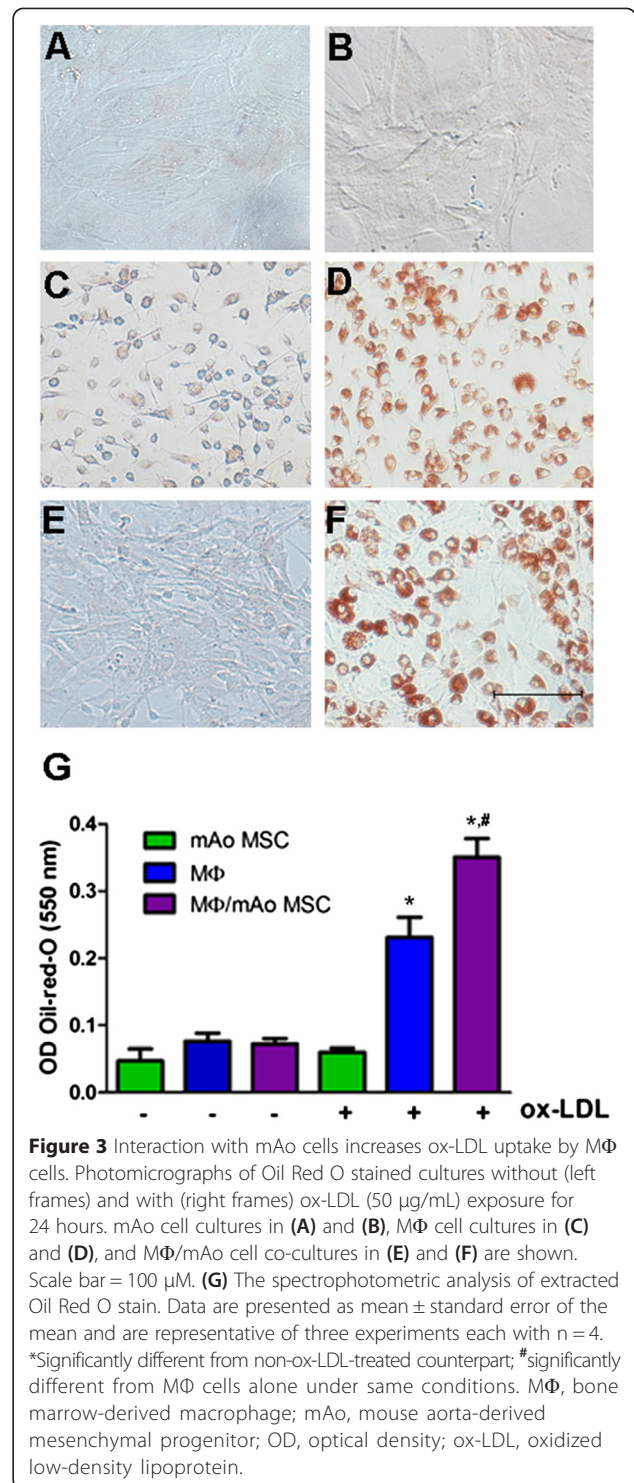 A
B
C
D
E
F
G
0.4
0.3
0.2
0.1
0.0
OD Oil-red-O (550 nm)
mAo MSC
MΦ
MΦ/mAo MSC
*
*,#
- - - + + + ox-LDL
Figure 3 Interaction with mAo cells increases ox-LDL uptake by MΦ
cells. Photomicrographs of Oil Red O stained cultures without (left
frames) and with (right frames) ox-LDL (50 μg/mL) exposure for
24 hours. mAo cell cultures in (A) and (B), MΦ cell cultures in (C)
and (D), and MΦ/mAo cell co-cultures in (E) and (F) are shown.
Scale bar = 100 μM. (G) The spectrophotometric analysis of extracted
Oil Red O stain. Data are presented as mean ± standard error of the
mean and are representative of three experiments each with n = 4.
*Significantly different from non-ox-LDL-treated counterpart; #significantly
different from MΦ cells alone under same conditions. MΦ, bone
marrow-derived macrophage; mAo, mouse aorta-derived
mesenchymal progenitor; OD, optical density; ox-LDL, oxidized
low-density lipoprotein.